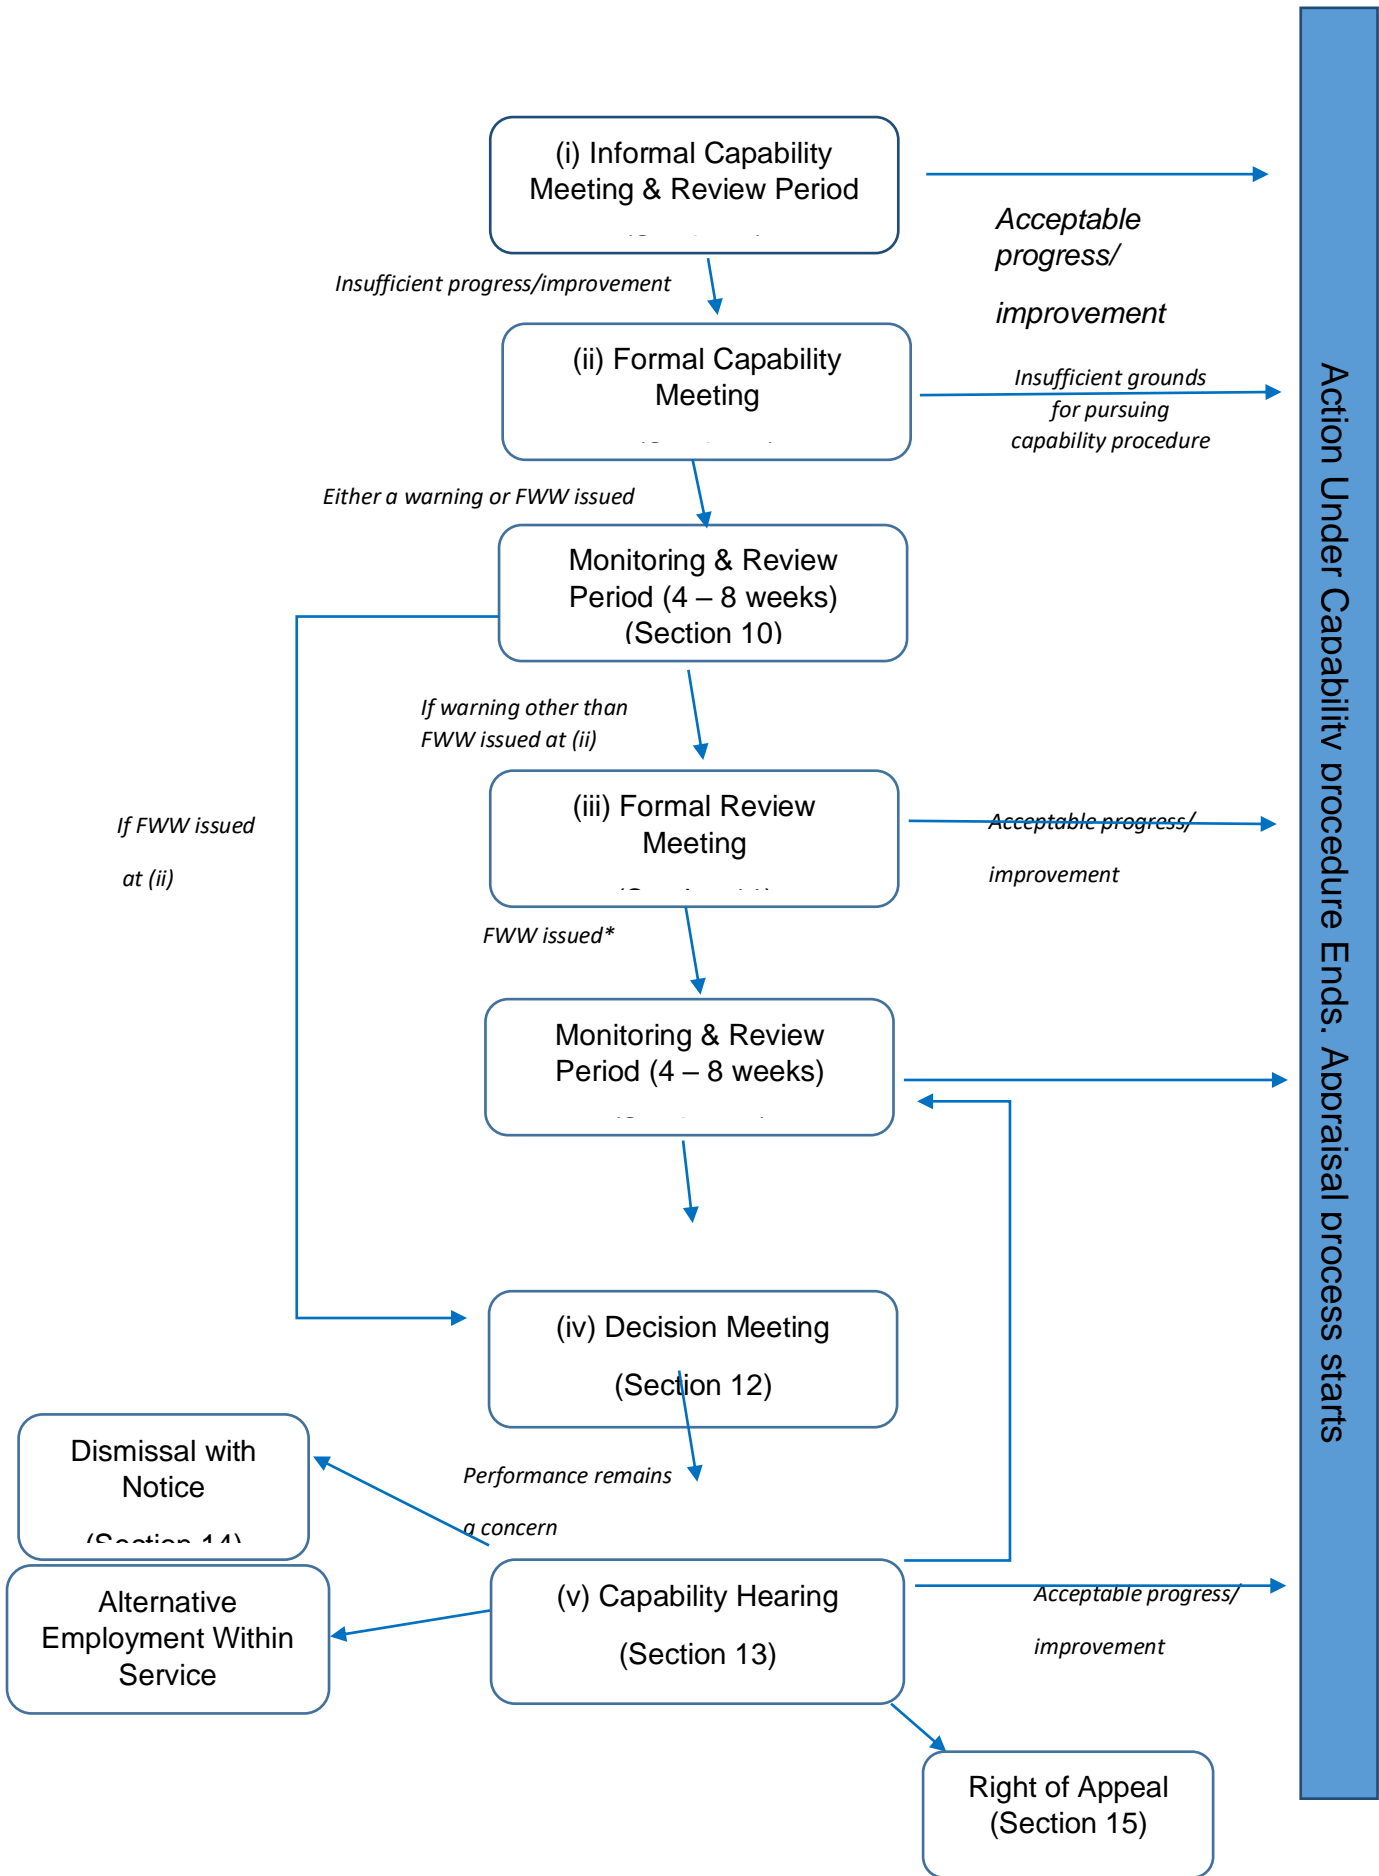 (i) Informal Capability
Meeting & Review Period
Acceptable
progress/
improvement
Insufficient progress/improvement
(ii) Formal Capability
Meeting
Insufficient grounds
for pursuing
capability procedure
Either a warning or FWW issued
Monitoring & Review
Period (4 – 8 weeks)
(Section 10)
If warning other than
FWW issued at (ii)
If FWW issued
at (ii)
(iii) Formal Review
Meeting
Acceptable progress/
improvement
FWW issued*
Monitoring & Review
Period (4 – 8 weeks)
(iv) Decision Meeting
(Section 12)
Dismissal with
Notice
(Section 14)
Performance remains
a concern
Alternative
Employment Within
Service
(v) Capability Hearing
(Section 13)
Acceptable progress/
improvement
Right of Appeal
(Section 15)
Action Under Capability procedure Ends. Appraisal process starts